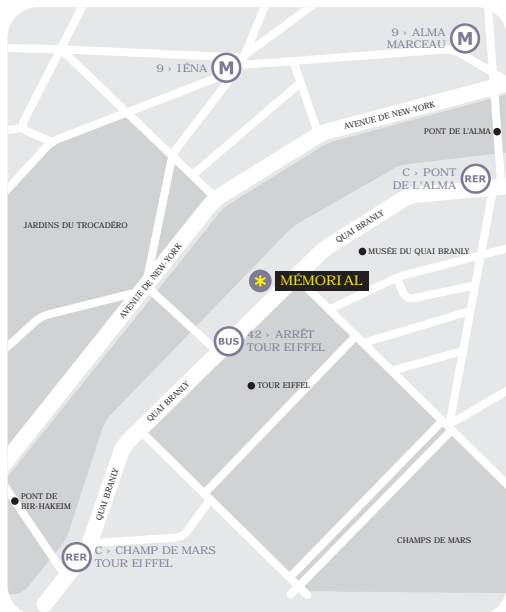 9 › ALMA
MARCEAU
M
9 › IÉNA
M
AVENUE DE NEW-YORK
PONT DE L'ALMA
C › PONT
DE L'ALMA
RER
JARDINS DU TROCADÉRO
QUAI BRANLY
MUSÉE DU QUAI BRANLY
AVENUE DE NEW-YORK
MÉMORIAL
BUS
42 › ARRÊT
TOUR EIFFEL
TOUR EIFFEL
QUAI BRANLY
QUAI BRANLY
PONT DE
BIR-HAKEIM
CHAMPS DE MARS
RER
C › CHAMP DE MARS
TOUR EIFFEL